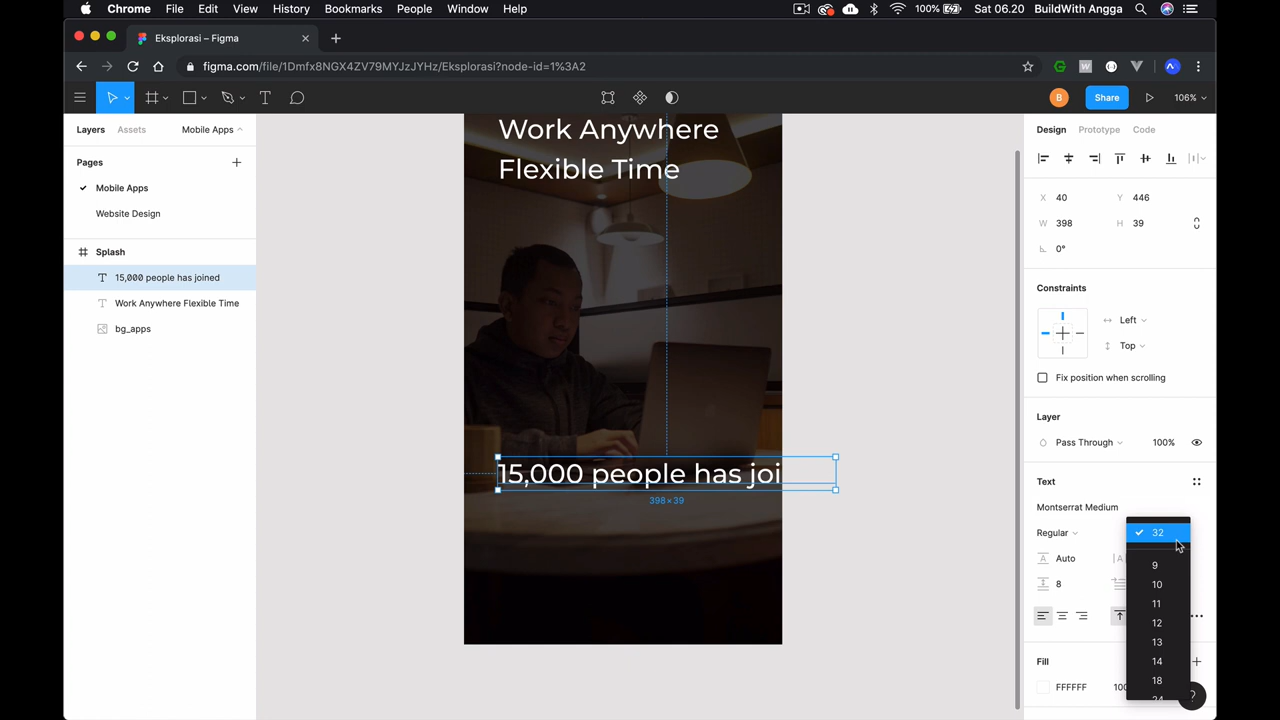 Chrome File Edit View History Bookmarks People Window Help 100% Sat 06.20 BuildWith Angga
Eksplorasi – Figma
figma.com/file/1Dmfx8NGX4ZV79MYJzJYHz/Eksplorasi?node-id=1%3A2
B Share 106%
Layers Assets Mobile Apps
Pages
Mobile Apps
Website Design
Splash
15,000 people has joined
Work Anywhere Flexible Time
bg_apps
Work Anywhere
Flexible Time
15,000 people has joi
398 × 39
Design Prototype Code
X 40 Y 446
W 398 H 39
0°
Constraints
Left
Top
Fix position when scrolling
Layer
Pass Through 100%
Text
Montserrat Medium
Regular 32
Auto
9
8
10
11
12
13
14
18
24
Fill
FFFFFF 100
?